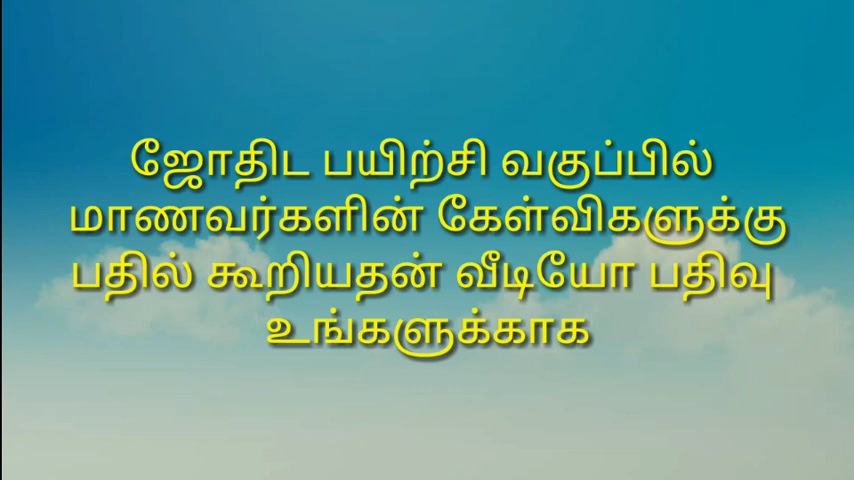 ஜோதிட பயிற்சி வகுப்பில்
மாணவர்களின் கேள்விகளுக்கு
பதில் கூறியதன் வீடியோ பதிவு
உங்களுக்காக